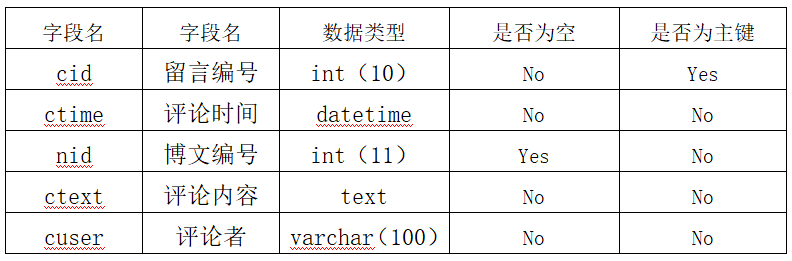 字段名 字段名 数据类型 是否为空 是否为主键
cid 留言编号 int（10） No Yes
ctime 评论时间 datetime No No
nid 博文编号 int（11） Yes No
ctext 评论内容 text No No
cuser 评论者 varchar(100) No No